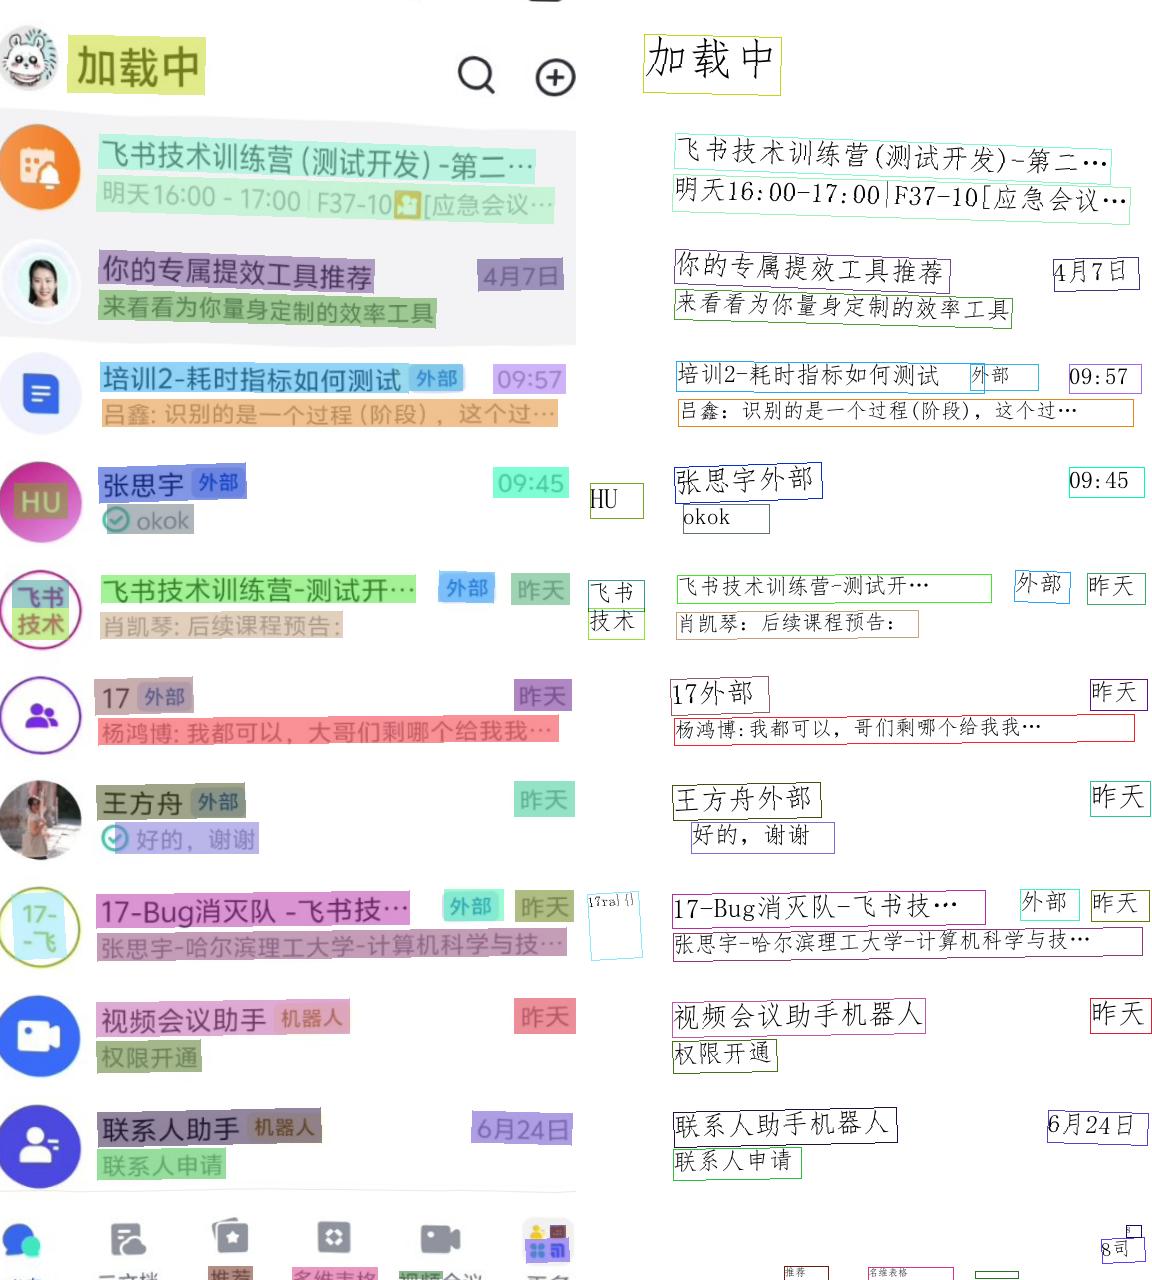 加载中
加载中
飞书技术训练营（测试开发）-第二…
飞书技术训练营(测试开发)-第二…
明天16:00 - 17:00 | F37-10 [应急会议…
明天16:00-17:00|F37-10[应急会议…
你的专属提效工具推荐 4月7日
你的专属提效工具推荐 4月7日
来看看为你量身定制的效率工具
来看看为你量身定制的效率工具
培训2-耗时指标如何测试 外部 09:57
培训2-耗时指标如何测试 外部 09:57
吕鑫: 识别的是一个过程（阶段），这个过…
吕鑫: 识别的是一个过程(阶段), 这个过…
HU
张思宇 外部 09:45
HU
张思宇外部 09:45
okok
okok
飞书
技术
飞书技术训练营-测试开… 外部 昨天
飞书
技术
飞书技术训练营-测试开… 外部 昨天
肖凯琴: 后续课程预告:
肖凯琴: 后续课程预告:
17 外部 昨天
17外部 昨天
杨鸿博: 我都可以，大哥们剩哪个给我我…
杨鸿博:我都可以, 哥们剩哪个给我我…
王方舟 外部 昨天
王方舟外部 昨天
好的，谢谢
好的, 谢谢
17-
-飞
17-Bug消灭队 -飞书技… 外部 昨天
17-Bug消灭队-飞书技… 外部 昨天
张思宇-哈尔滨理工大学-计算机科学与技…
张思宇-哈尔滨理工大学-计算机科学与技…
视频会议助手 机器人 昨天
视频会议助手机器人 昨天
权限开通
权限开通
联系人助手 机器人 6月24日
联系人助手机器人 6月24日
联系人申请
联系人申请
8司
推荐 多维表格 视频会议
推荐 名维表格